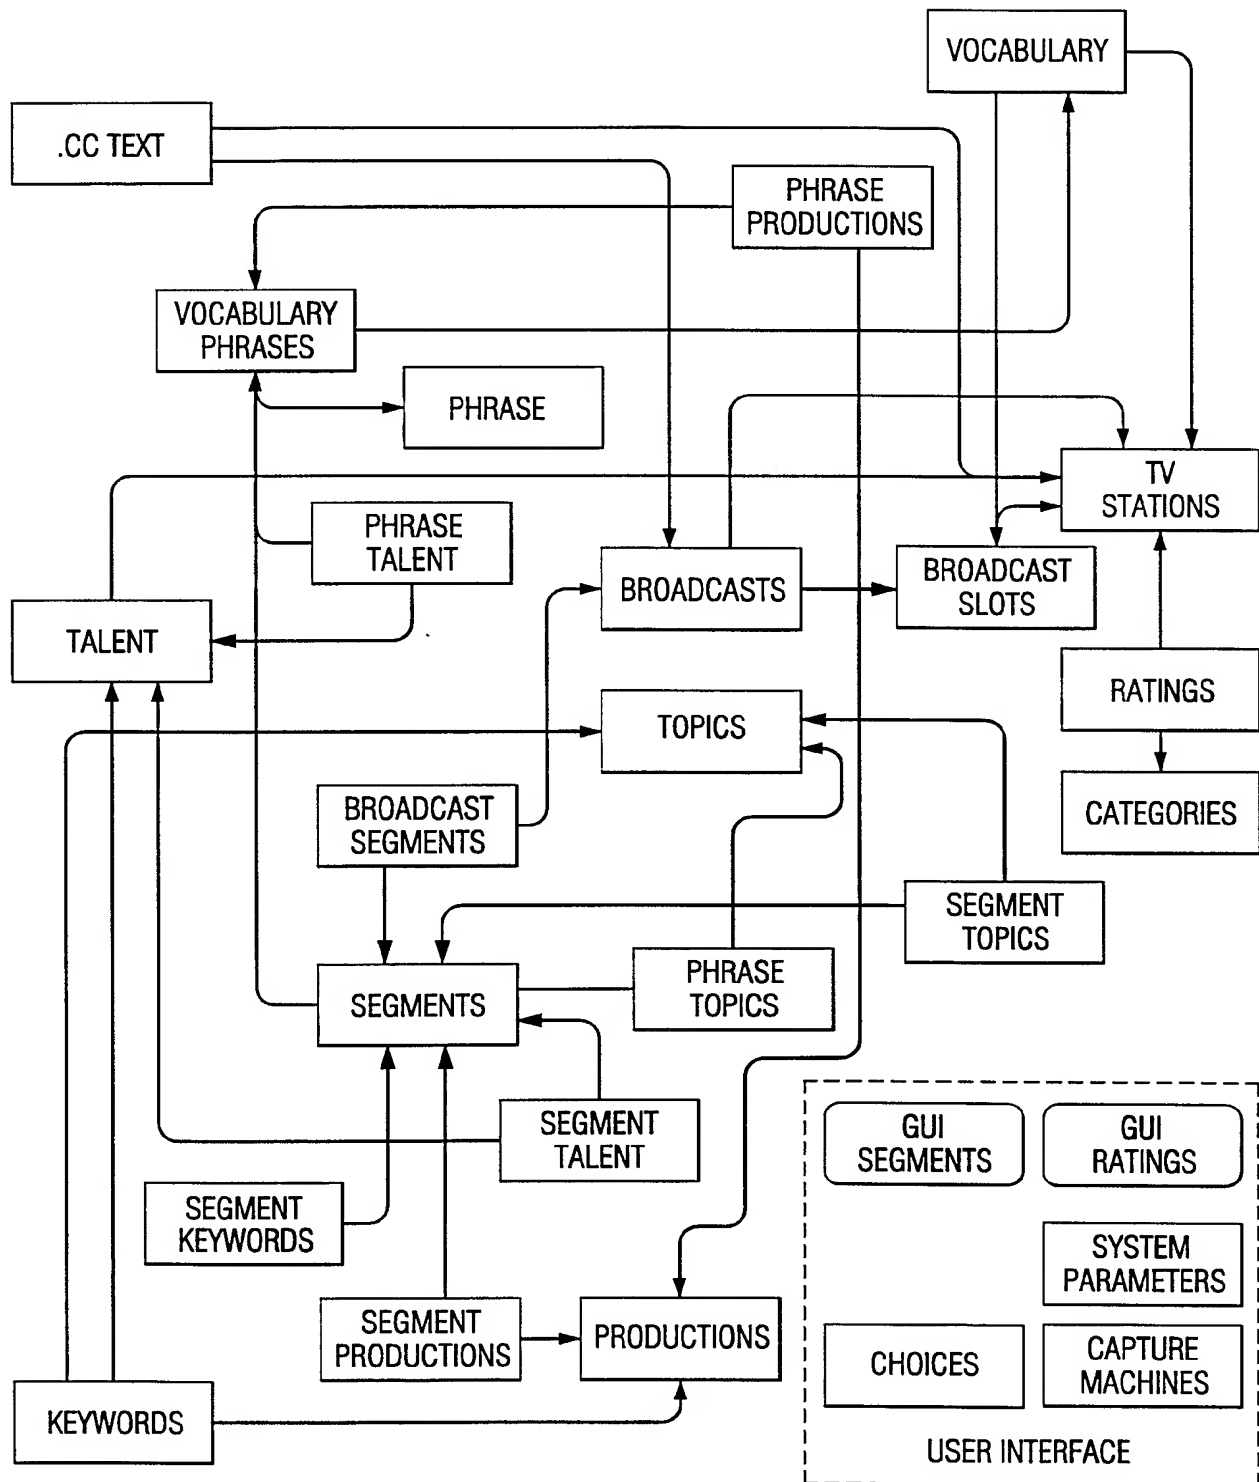 VOCABULARY
.CC TEXT
PHRASE
PRODUCTIONS
VOCABULARY
PHRASES
PHRASE
TV
STATIONS
PHRASE
TALENT
BROADCASTS
BROADCAST
SLOTS
TALENT
RATINGS
TOPICS
BROADCAST
SEGMENTS
CATEGORIES
SEGMENT
TOPICS
PHRASE
TOPICS
SEGMENTS
SEGMENT
TALENT
GUI
SEGMENTS
GUI
RATINGS
SEGMENT
KEYWORDS
SYSTEM
PARAMETERS
SEGMENT
PRODUCTIONS
PRODUCTIONS
CHOICES
CAPTURE
MACHINES
KEYWORDS
USER INTERFACE